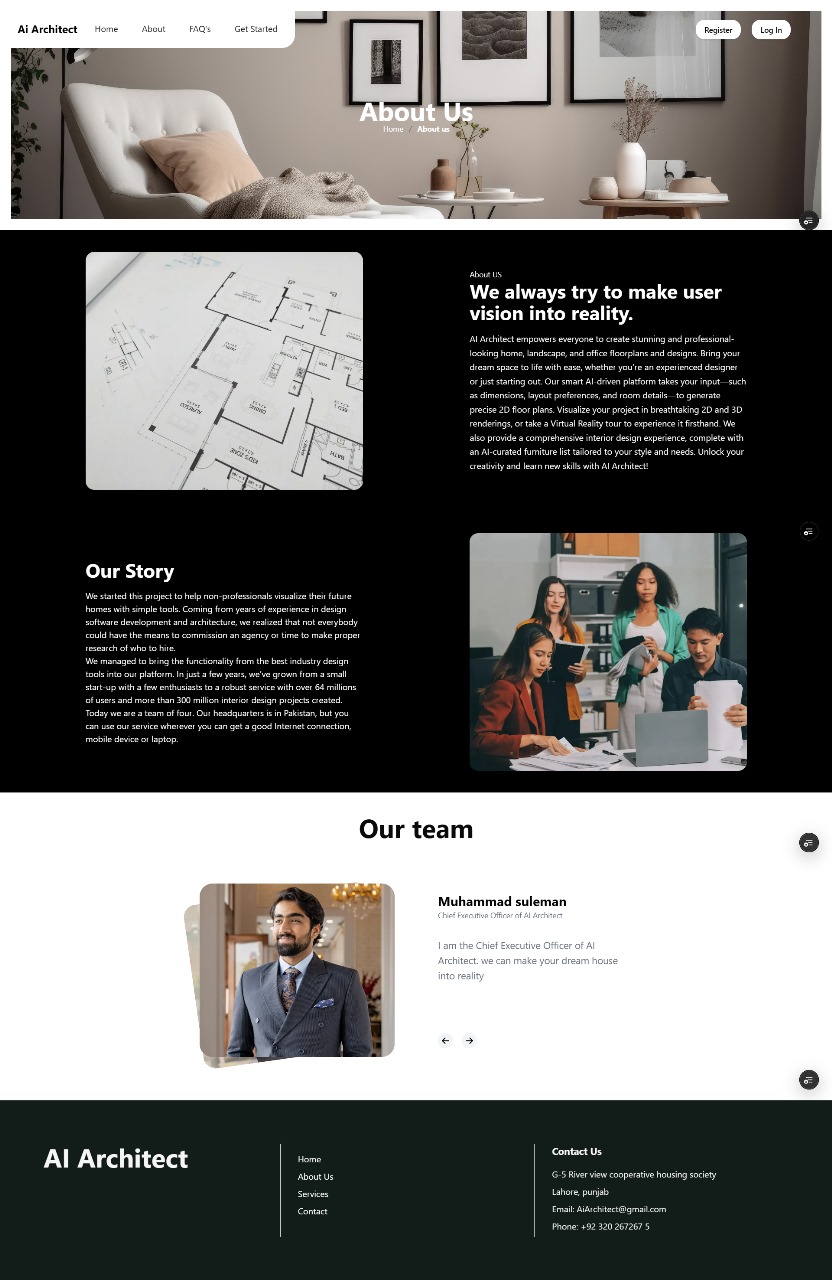 Ai Architect Home About FAQ's Get Started Register Log In
About Us
Home / About us
About US
We always try to make user
vision into reality.
AI Architect empowers everyone to create stunning and professional-
looking home, landscape, and office floorplans and designs. Bring your
dream space to life with ease, whether you're an experienced designer
or just starting out. Our smart AI-driven platform takes your input—such
as dimensions, layout preferences, and room details—to generate
precise 2D floor plans. Visualize your project in breathtaking 2D and 3D
renderings, or take a Virtual Reality tour to experience it firsthand. We
also provide a comprehensive interior design experience, complete with
an AI-curated furniture list tailored to your style and needs. Unlock your
creativity and learn new skills with AI Architect!
Our Story
We started this project to help non-professionals visualize their future
homes with simple tools. Coming from years of experience in design
software development and architecture, we realized that not everybody
could have the means to commission an agency or time to make proper
research of who to hire.
We managed to bring the functionality from the best industry design
tools into our platform. In just a few years, we've grown from a small
start-up with a few enthusiasts to a robust service with over 64 millions
of users and more than 300 million interior design projects created.
Today we are a team of four. Our headquarters is in Pakistan, but you
can use our service wherever you can get a good Internet connection,
mobile device or laptop.
Our team
Muhammad suleman
Chief Executive Officer of AI Architect
I am the Chief Executive Officer of AI
Architect. we can make your dream house
into reality
AI Architect
Home
About Us
Services
Contact
Contact Us
G-5 River view cooperative housing society
Lahore, punjab
Email: AiArchitect@gmail.com
Phone: +92 320 267267 5